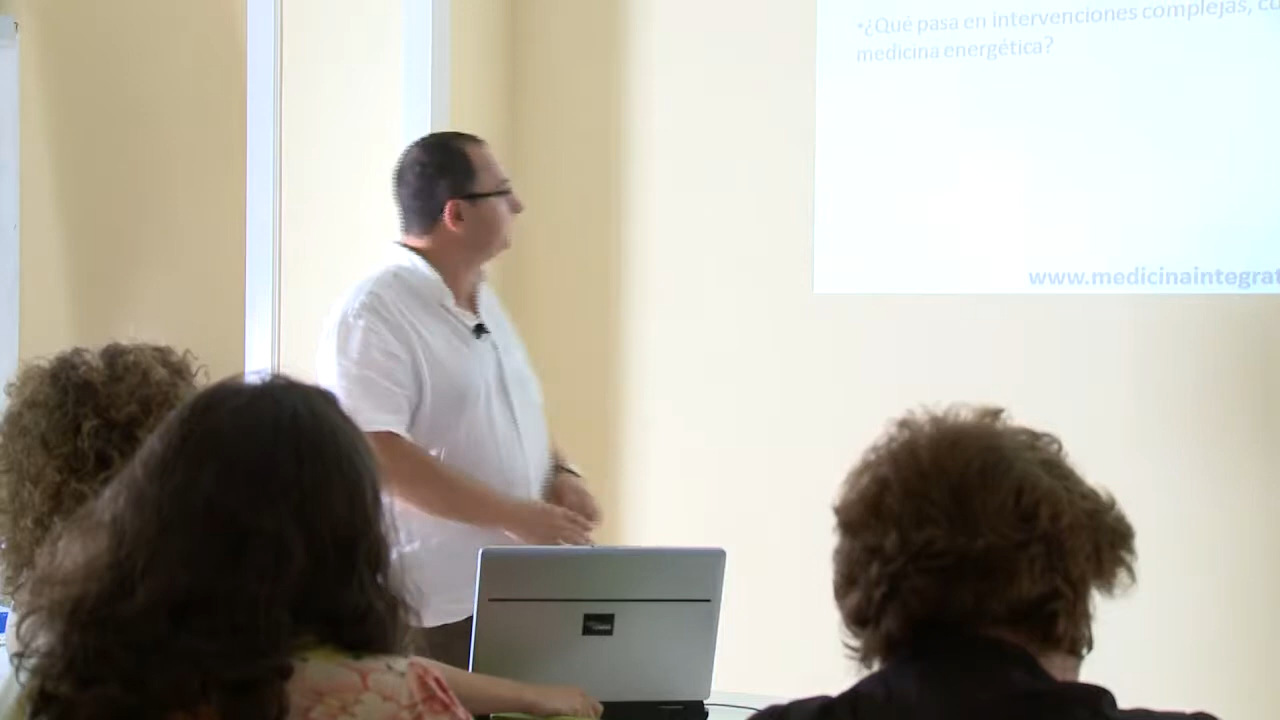 •¿Qué pasa en intervenciones complejas,
medicina energética?
www.medicinaintegrat